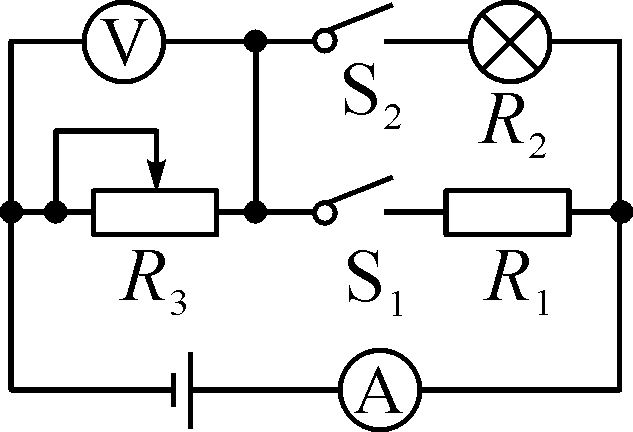 V
S₂
R₂
R₃
S₁
R₁
A